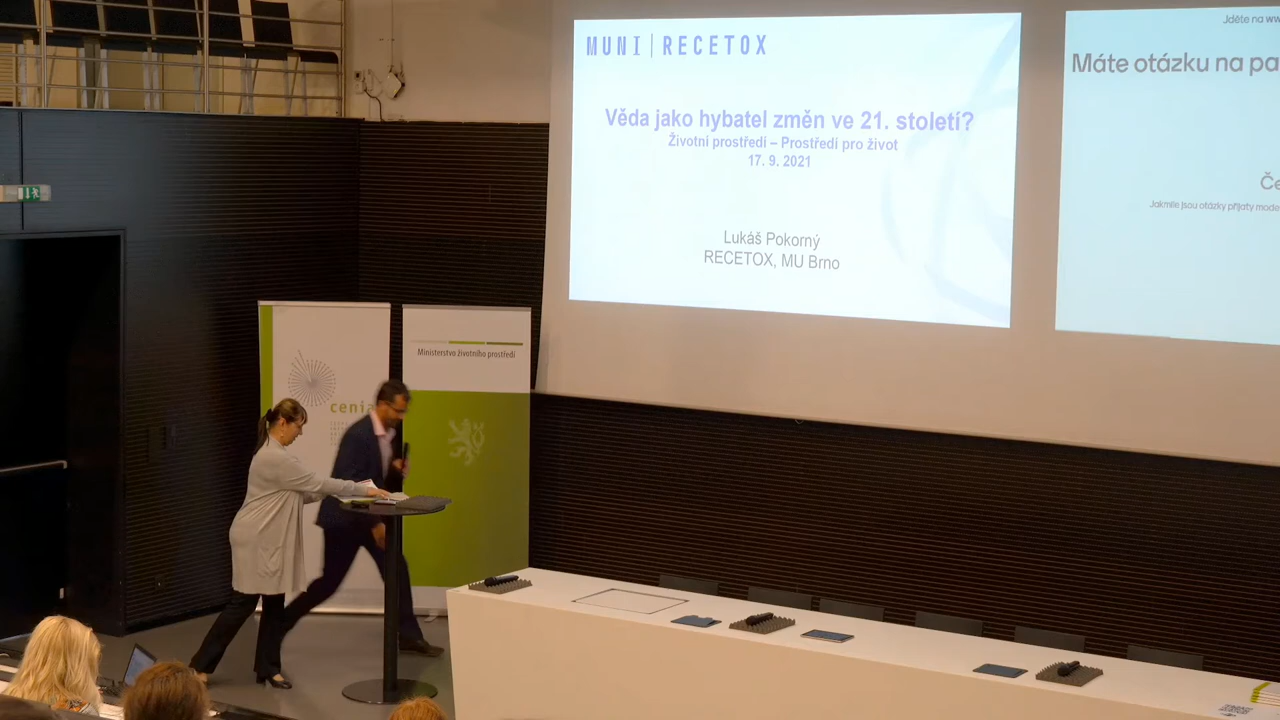 MUNI | RECETOX
Věda jako hybatel změn ve 21. století?
Životní prostředí – Prostředí pro život
17. 9. 2021
Lukáš Pokorný
RECETOX, MU Brno
Jděte na ww
Máte otázku na pa
Če
Jakmile jsou otázky přijaty mode
cenia
Ministerstvo životního prostředí